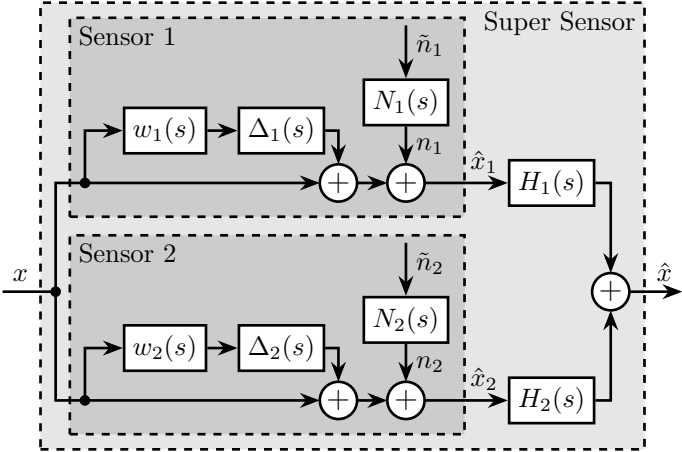 Super Sensor
Sensor 1
ñ₁
N₁(s)
w₁(s)
Δ₁(s)
n₁
x̂₁
H₁(s)
+
+
Sensor 2
ñ₂
x
x̂
+
N₂(s)
w₂(s)
Δ₂(s)
n₂
x̂₂
H₂(s)
+
+